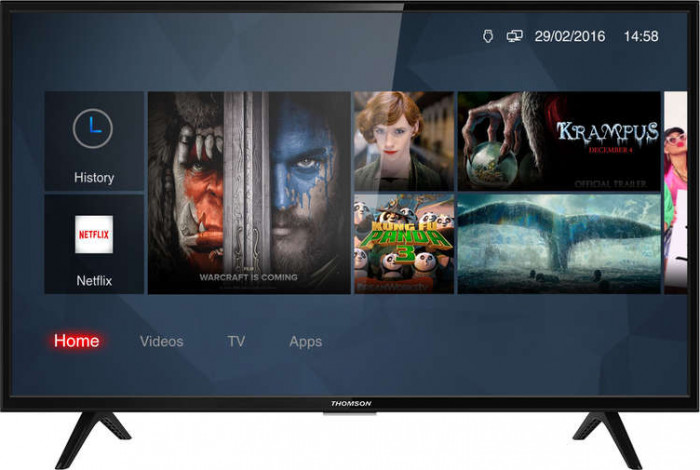 29/02/2016 14:58
History
NETFLIX
Netflix
WARCRAFT IS COMING
KRAMPUS
DECEMBER 4
OFFICIAL TRAILER
KUNG FU
PANDA
3
DREAMWORKSTV
Home Videos TV Apps
THOMSON